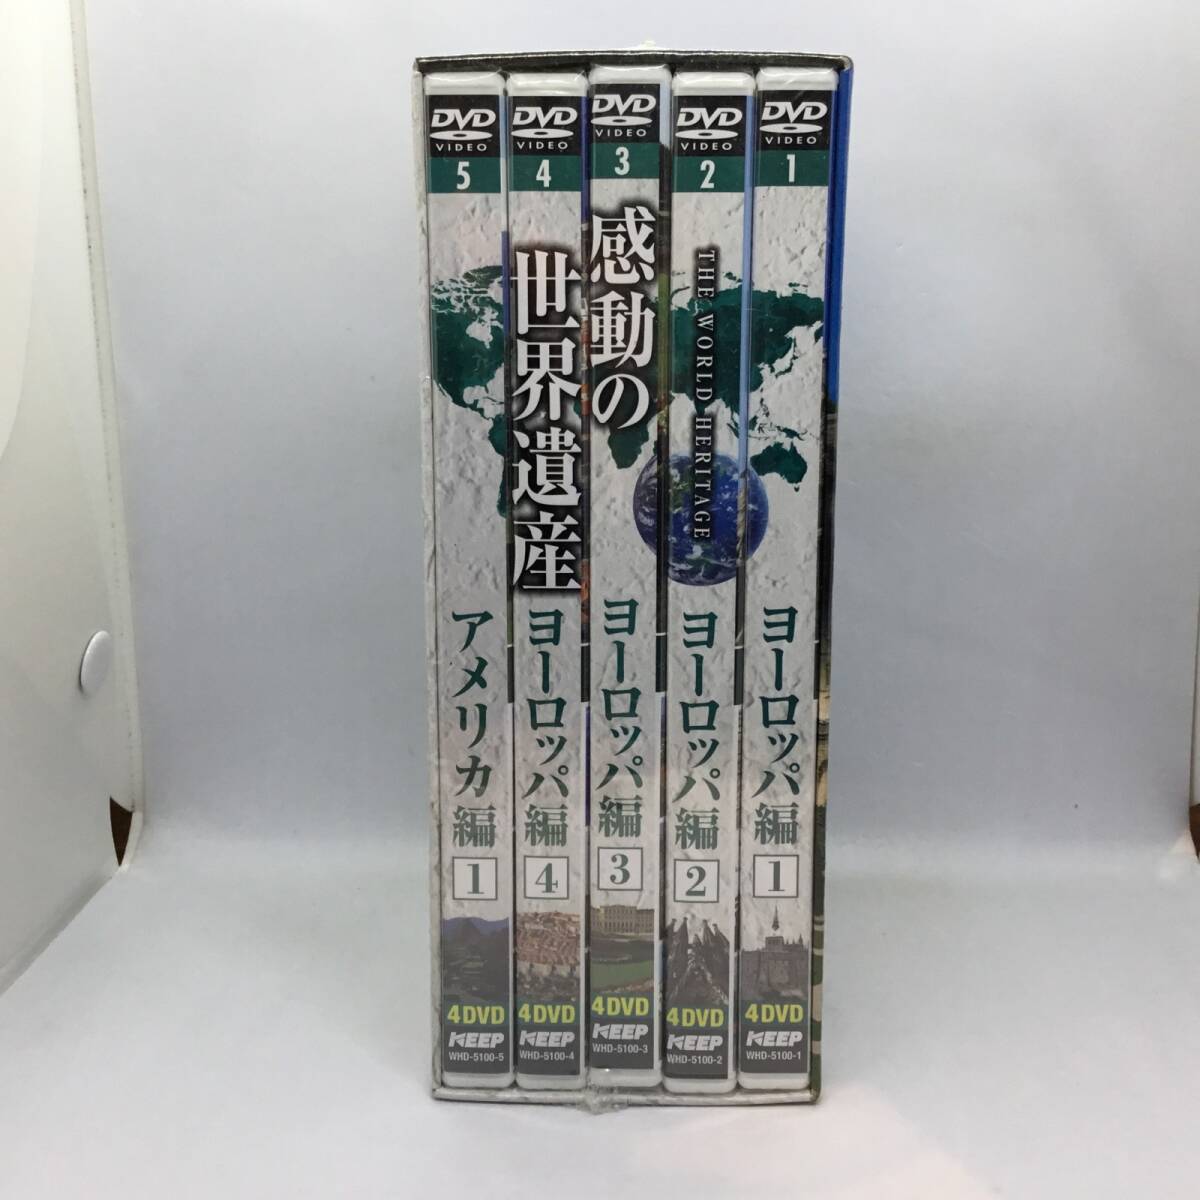 DVD
VIDEO
5
DVD
VIDEO
4
DVD
VIDEO
3
DVD
VIDEO
2
DVD
VIDEO
1
感動の
世界遺産
THE WORLD HERITAGE
アメリカ編 1
ヨーロッパ編 4
ヨーロッパ編 3
ヨーロッパ編 2
ヨーロッパ編 1
4DVD
KEEP
WHD-5100-5
4DVD
KEEP
WHD-5100-4
4DVD
KEEP
WHD-5100-3
4DVD
KEEP
WHD-5100-2
4DVD
KEEP
WHD-5100-1